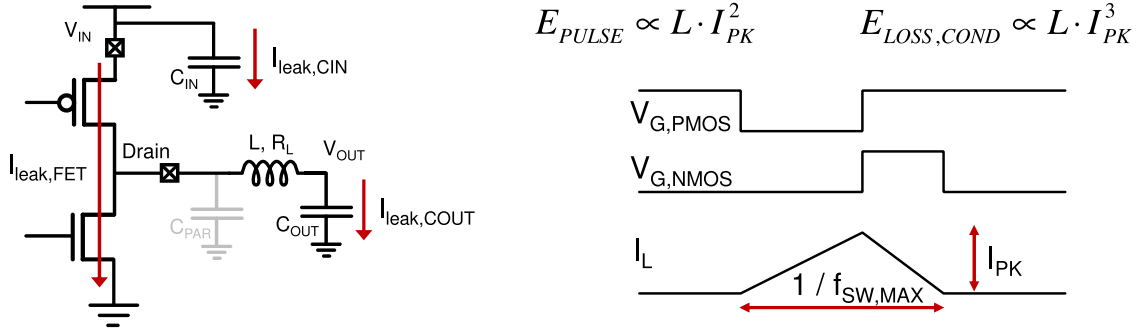 V_IN
C_IN
I_leak,CIN
I_leak,FET
Drain
L, R_L
V_OUT
C_PAR
C_OUT
I_leak,COUT
E_PULSE ∝ L · I_PK^2
E_LOSS,COND ∝ L · I_PK^3
V_G,PMOS
V_G,NMOS
I_L
I_PK
1 / f_SW,MAX